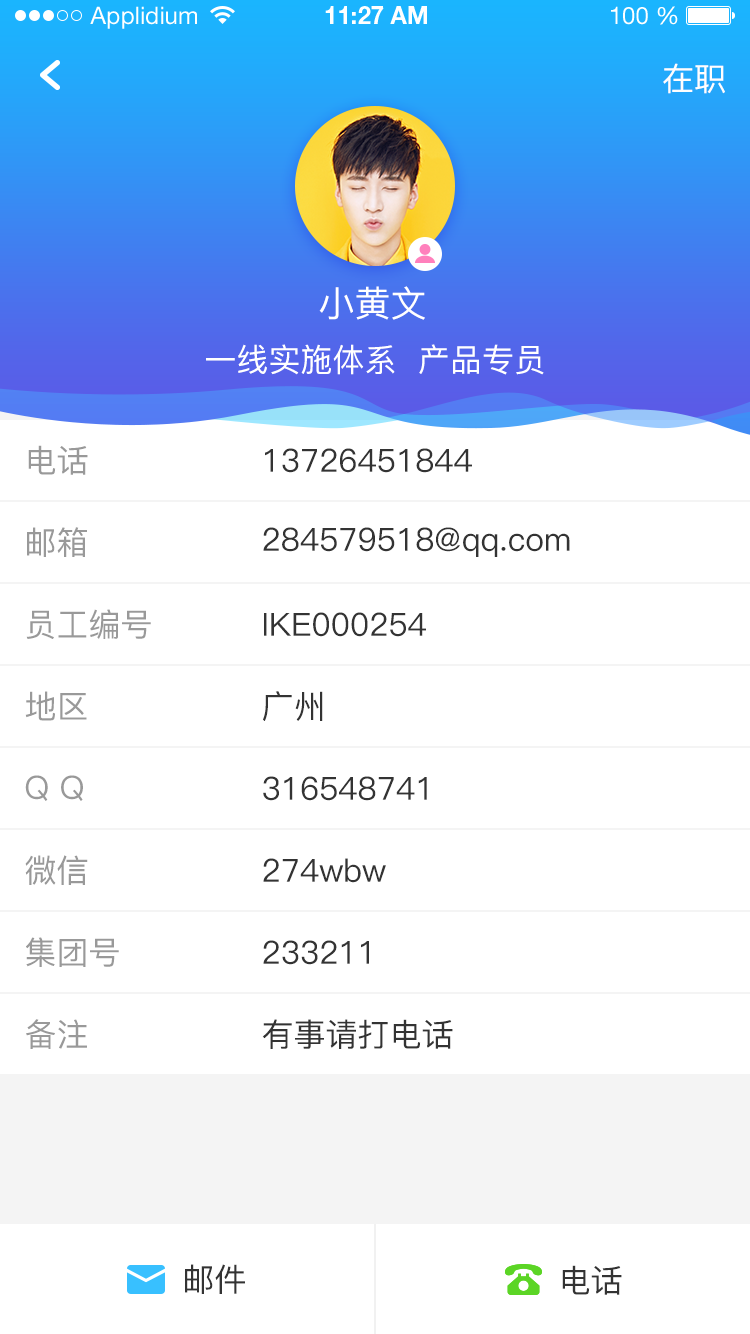 Applidium 11:27 AM 100 %
在职
小黄文
一线实施体系 产品专员
电话 13726451844
邮箱 284579518@qq.com
员工编号 IKE000254
地区 广州
Q Q 316548741
微信 274wbw
集团号 233211
备注 有事请打电话
邮件 电话